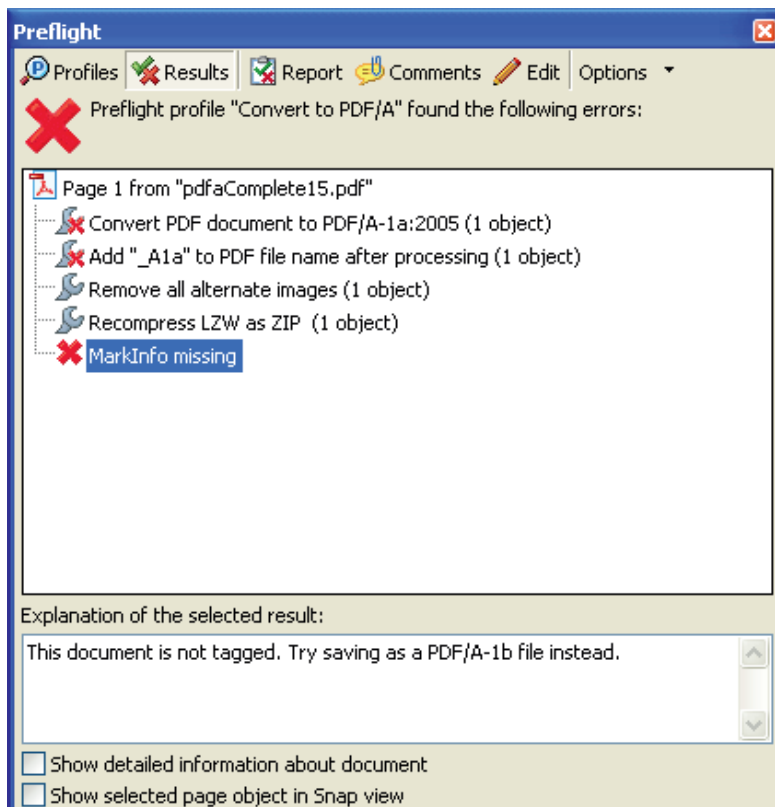 Preflight
Profiles Results Report Comments Edit Options
Preflight profile "Convert to PDF/A" found the following errors:
Page 1 from "pdfaComplete15.pdf"
Convert PDF document to PDF/A-1a:2005 (1 object)
Add "_A1a" to PDF file name after processing (1 object)
Remove all alternate images (1 object)
Recompress LZW as ZIP (1 object)
MarkInfo missing
Explanation of the selected result:
This document is not tagged. Try saving as a PDF/A-1b file instead.
Show detailed information about document
Show selected page object in Snap view